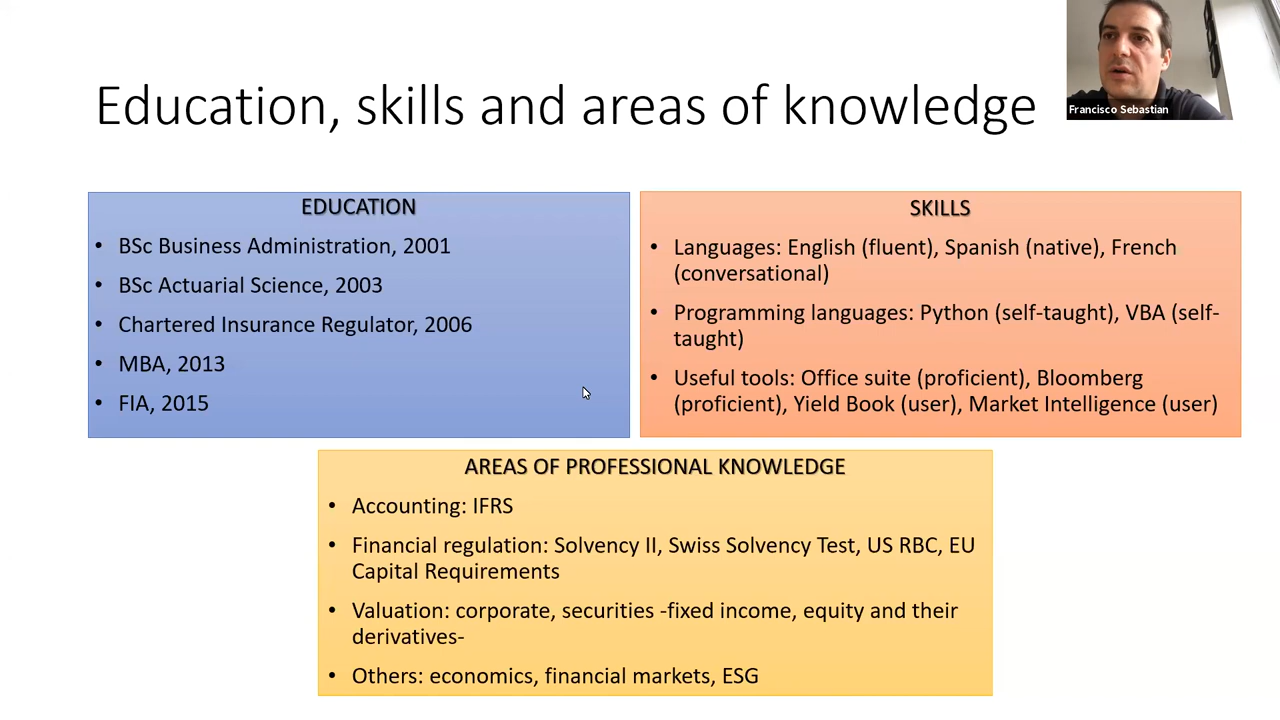 Education, skills and areas of knowledge
Francisco Sebastian
EDUCATION
• BSc Business Administration, 2001
• BSc Actuarial Science, 2003
• Chartered Insurance Regulator, 2006
• MBA, 2013
• FIA, 2015
SKILLS
• Languages: English (fluent), Spanish (native), French
(conversational)
• Programming languages: Python (self-taught), VBA (self-
taught)
• Useful tools: Office suite (proficient), Bloomberg
(proficient), Yield Book (user), Market Intelligence (user)
AREAS OF PROFESSIONAL KNOWLEDGE
• Accounting: IFRS
• Financial regulation: Solvency II, Swiss Solvency Test, US RBC, EU
Capital Requirements
• Valuation: corporate, securities -fixed income, equity and their
derivatives-
• Others: economics, financial markets, ESG